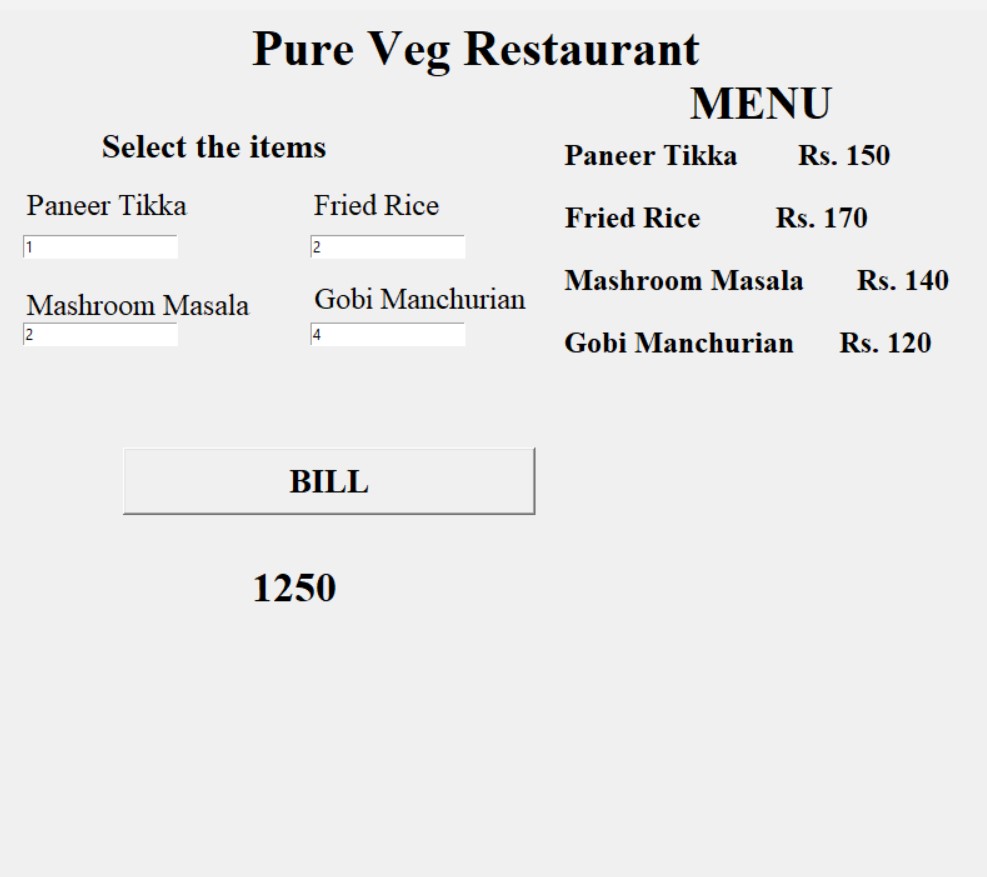 Pure Veg Restaurant
MENU
Select the items
Paneer Tikka Rs. 150
Paneer Tikka Fried Rice
Fried Rice Rs. 170
1 2
Mashroom Masala Rs. 140
Mashroom Masala Gobi Manchurian
2 4
Gobi Manchurian Rs. 120
BILL
1250